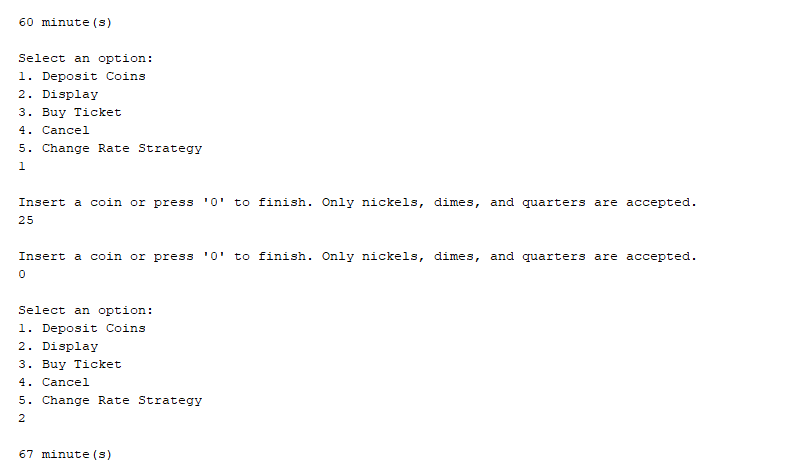 60 minute(s)
Select an option:
1. Deposit Coins
2. Display
3. Buy Ticket
4. Cancel
5. Change Rate Strategy
1
Insert a coin or press '0' to finish. Only nickels, dimes, and quarters are accepted.
25
Insert a coin or press '0' to finish. Only nickels, dimes, and quarters are accepted.
0
Select an option:
1. Deposit Coins
2. Display
3. Buy Ticket
4. Cancel
5. Change Rate Strategy
2
67 minute(s)